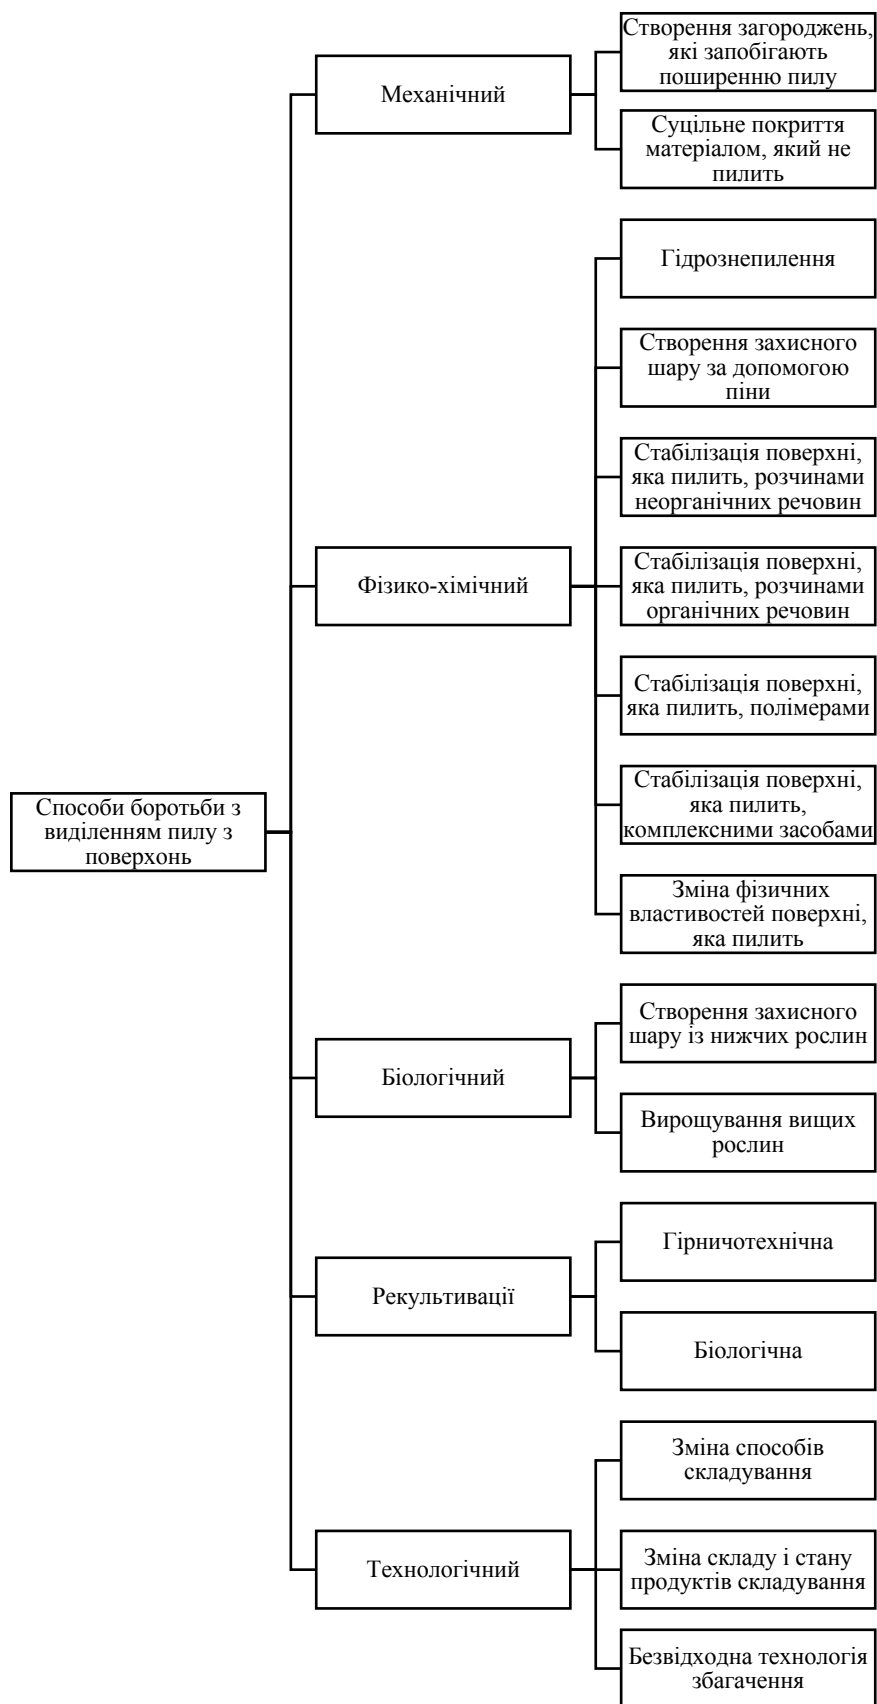 Способи боротьби з
виділенням пилу з
поверхонь
Механічний
Створення загороджень,
які запобігають
поширенню пилу
Суцільне покриття
матеріалом, який не
пилить
Фізико-хімічний
Гідрознепилення
Створення захисного
шару за допомогою
піни
Стабілізація поверхні,
яка пилить, розчинами
неорганічних речовин
Стабілізація поверхні,
яка пилить, розчинами
органічних речовин
Стабілізація поверхні,
яка пилить, полімерами
Стабілізація поверхні,
яка пилить,
комплексними засобами
Зміна фізичних
властивостей поверхні,
яка пилить
Біологічний
Створення захисного
шару із нижчих рослин
Вирощування вищих
рослин
Рекультивації
Гірничотехнічна
Біологічна
Технологічний
Зміна способів
складування
Зміна складу і стану
продуктів складування
Безвідходна технологія
збагачення